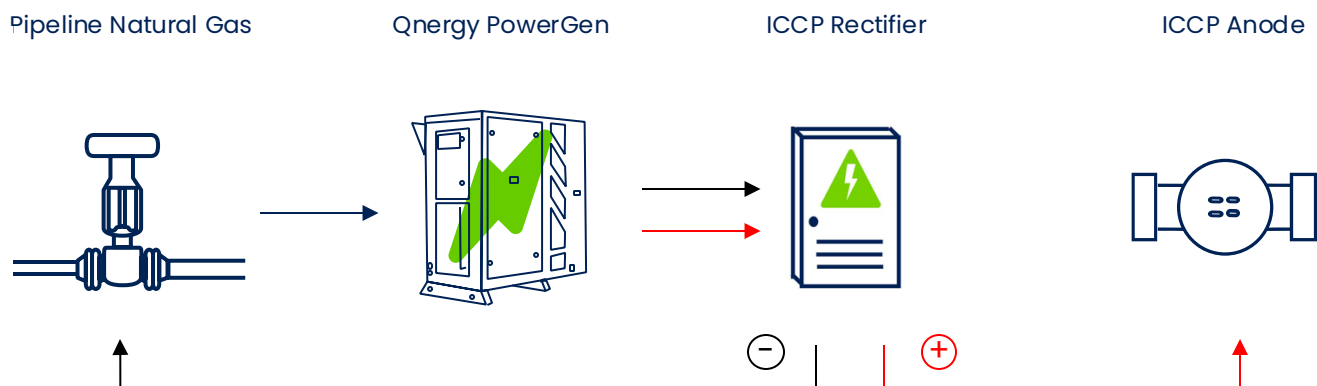 Pipeline Natural Gas
Qnergy PowerGen
ICCP Rectifier
ICCP Anode
− +